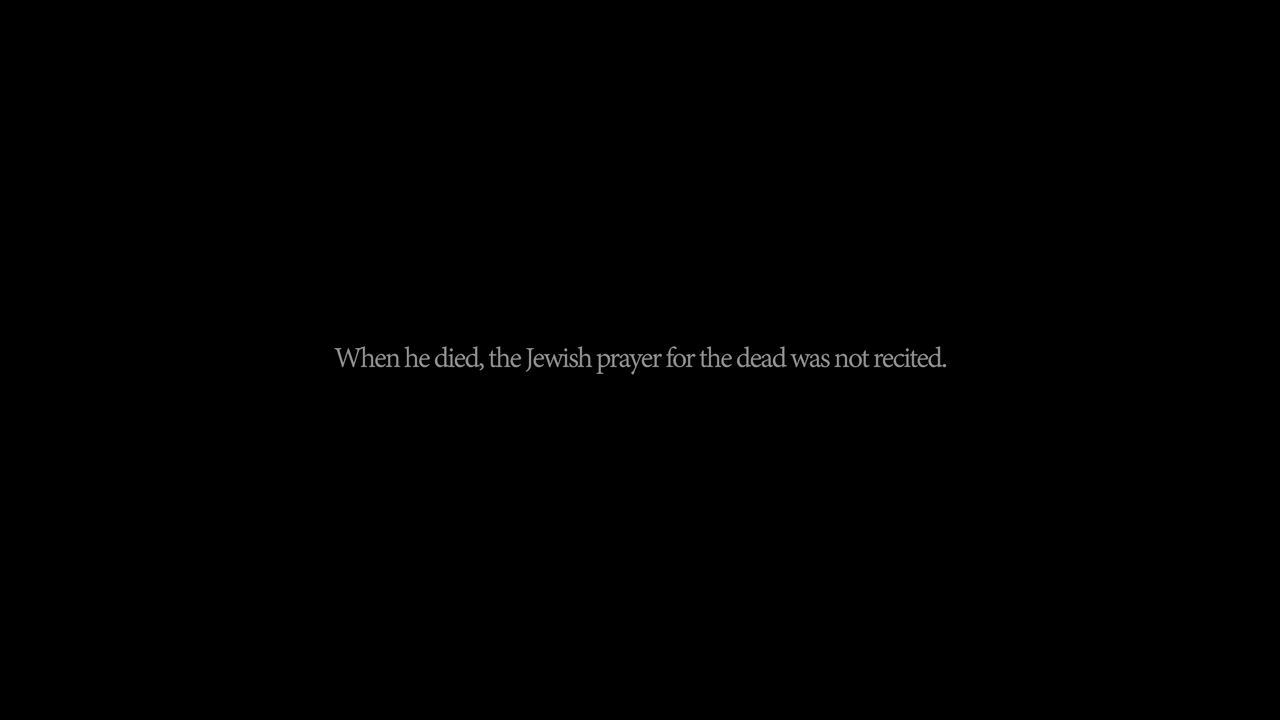 When he died, the Jewish prayer for the dead was not recited.